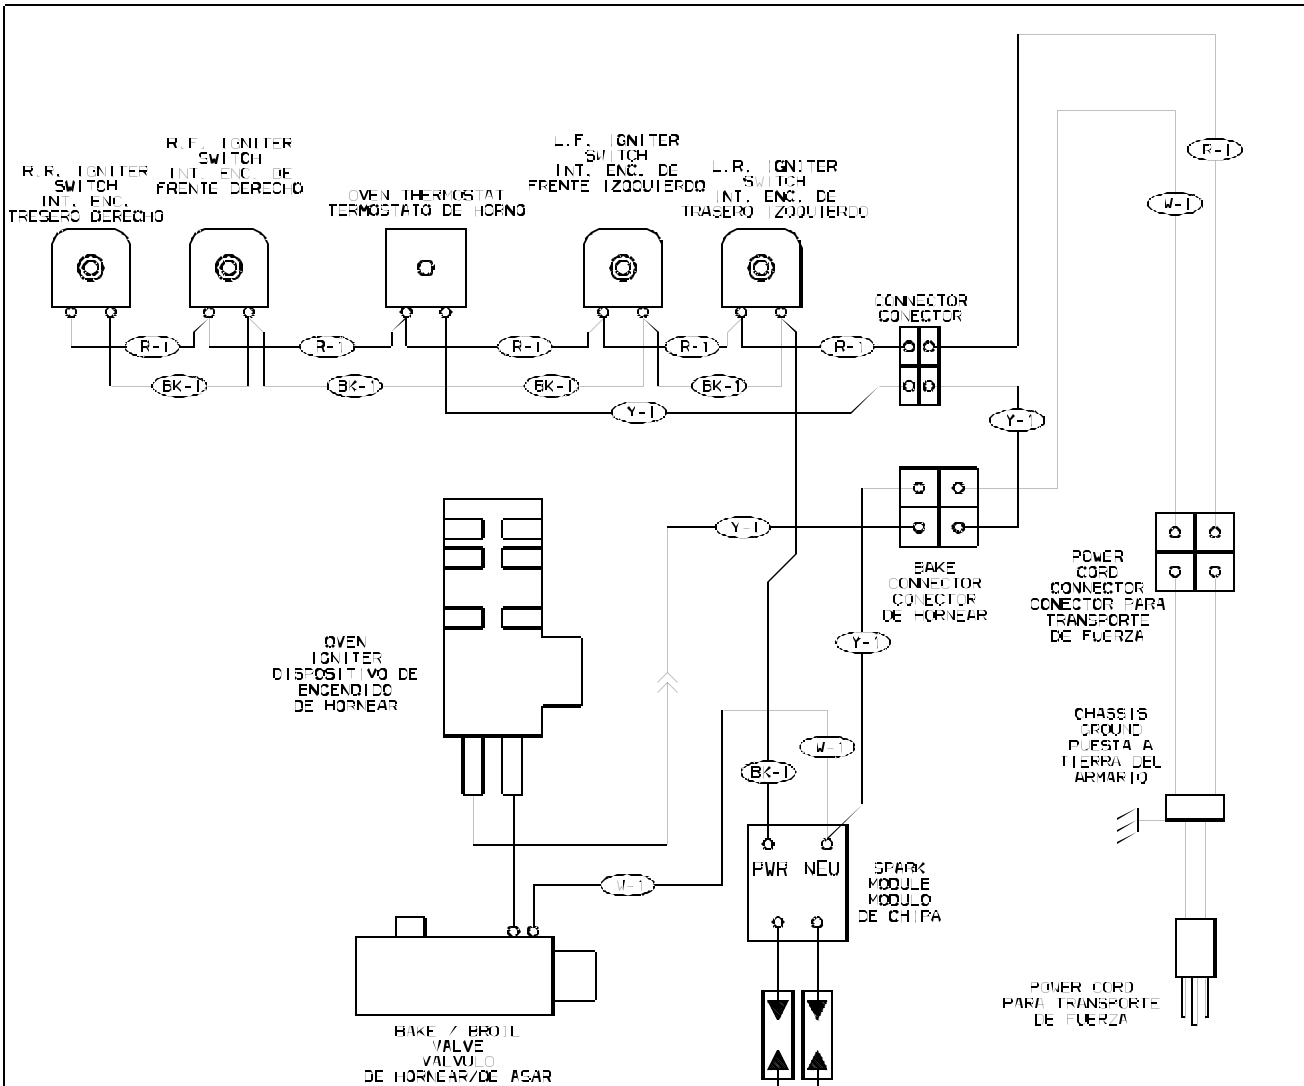 R.R. IGNITER
SWITCH
INT. ENC.
TRESERO DERECHO
R.F. IGNITER
SWITCH
INT. ENC. DE
FRENTE DERECHO
OVEN THERMOSTAT
TERMOSTATO DE HORNO
L.F. IGNITER
SWITCH
INT. ENC. DE
FRENTE IZOQUIERDO
L.R. IGNITER
SWITCH
INT. ENC. DE
TRASERO IZOQUIERDO
CONNECTOR
CONECTOR
R-1
W-1
R-1
R-1
R-1
R-1
R-1
BK-1
BK-1
BK-1
BK-1
Y-1
Y-1
Y-1
BAKE
CONNECTOR
CONECTOR
DE HORNEAR
POWER
CORD
CONNECTOR
CONECTOR PARA
TRANSPORTE
DE FUERZA
OVEN
IGNITER
DISPOSITIVO DE
ENCENDIDO
DE HORNEAR
Y-1
W-1
BK-1
CHASSIS
GROUND
PUESTA A
TIERRA DEL
ARMARIO
PWR NEU
SPARK
MODULE
MODULO
DE CHIPA
W-1
POWER CORD
PARA TRANSPORTE
DE FUERZA
BAKE / BROIL
VALVE
VALVULO
DE HORNEAR/DE ASAR